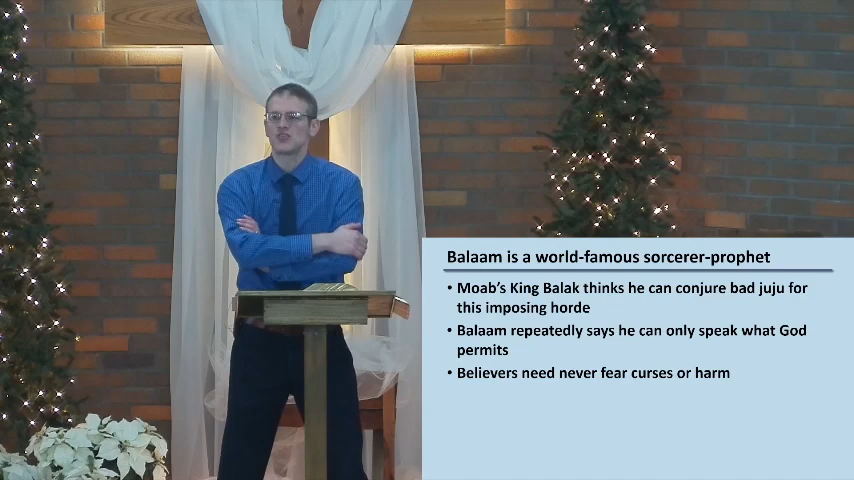 Balaam is a world-famous sorcerer-prophet
• Moab's King Balak thinks he can conjure bad juju for
this imposing horde
• Balaam repeatedly says he can only speak what God
permits
• Believers need never fear curses or harm